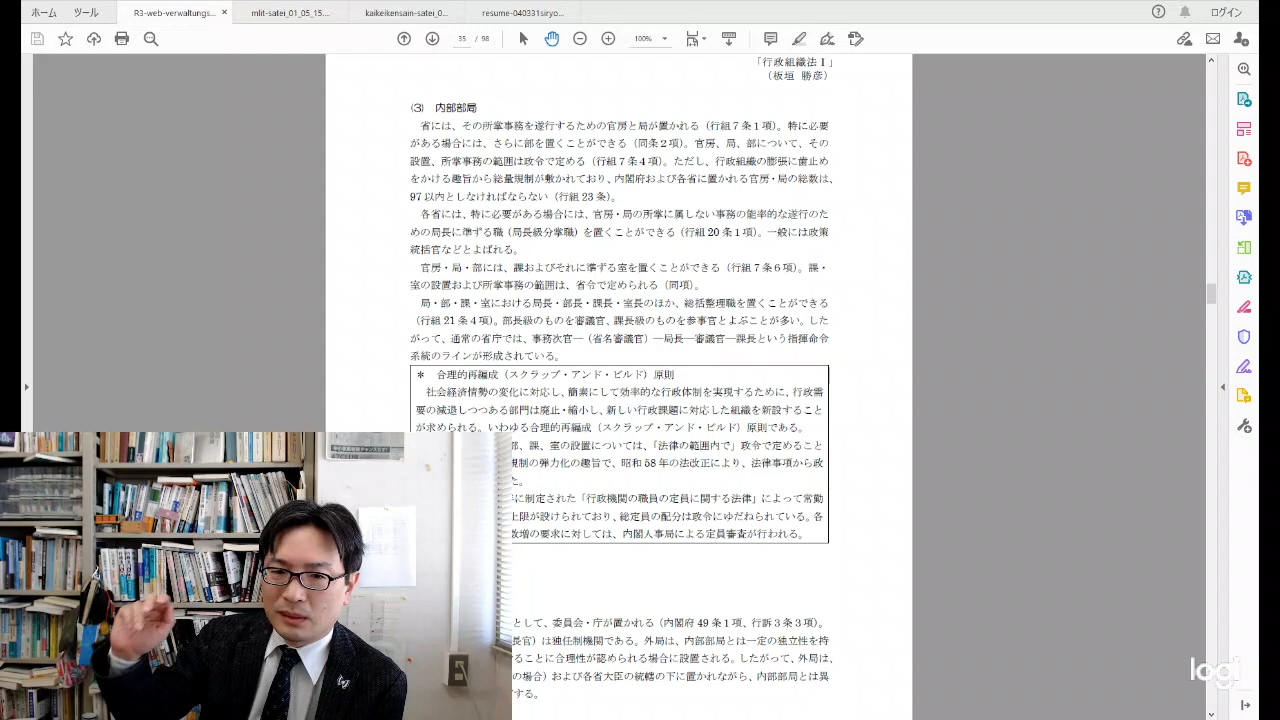 ホーム ツール R3-web-verwaltungs... × mlit-satei_01_05_15... kaikeikensain-satei_0... resume-040331siryo... ログイン
35 / 98 100%
「行政組織法Ⅰ」
（板垣 勝彦）
(3) 内部部局
省には、その所掌事務を遂行するための官房と局が置かれる（行組７条１項）。特に必要
がある場合には、さらに部を置くことができる（同条２項）。官房、局、部について、その
設置、所掌事務の範囲は政令で定める（行組７条４項）。ただし、行政組織の膨張に歯止め
をかける趣旨から総量規制が敷かれており、内閣府および各省に置かれる官房・局の総数は、
97以内としなければならない（行組23条）。
各省には、特に必要がある場合には、官房・局の所掌に属しない事務の能率的な遂行のた
めの局長に準ずる職（局長級分掌職）を置くことができる（行組20条１項）。一般には政策
統括官などとよばれる。
官房・局・部には、課およびそれに準ずる室を置くことができる（行組７条６項）。課・
室の設置および所掌事務の範囲は、省令で定められる（同項）。
局・部・課・室における局長・部長・課長・室長のほか、総括整理職を置くことができる
（行組21条４項）。部長級のものを審議官、課長級のものを参事官とよぶことが多い。した
がって、通常の省庁では、事務次官―（省名審議官）―局長―審議官―課長という指揮命令
系統のラインが形成されている。
＊ 合理的再編成（スクラップ・アンド・ビルド）原則
社会経済情勢の変化に対応し、簡素にして効率的な行政体制を実現するために、行政需
要の減退しつつある部門は廃止・縮小し、新しい行政課題に対応した組織を新設すること
が求められる。いわゆる合理的再編成（スクラップ・アンド・ビルド）原則である。
部、課、室の設置については、「法律の範囲内で」政令で定めること
規制の弾力化の趣旨で、昭和58年の法改正により、法律事項から政
た。
に制定された「行政機関の職員の定員に関する法律」によって常勤
上限が設けられており、総定員の配分は政令にゆだねられている。各
数増の要求に対しては、内閣人事局による定員審査が行われる。
として、委員会・庁が置かれる（内閣府49条１項、行訴３条３項）。
長官）は独任制機関である。外局は、内部部局とは一定の独立性を持
ることに合理性が認められる場合に設置される。したがって、外局は、
場合）および各省大臣の統轄の下に置かれながら、内部部局とは異
する。
logi